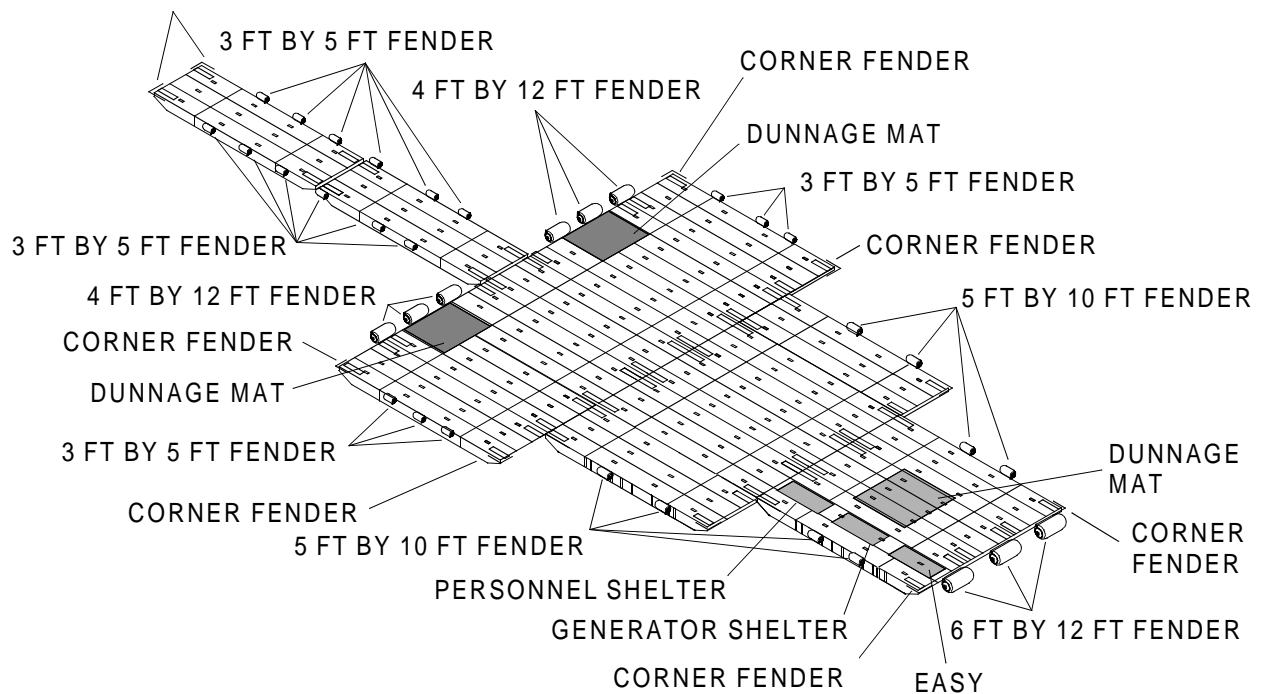 3 FT BY 5 FT FENDER
CORNER FENDER
4 FT BY 12 FT FENDER
DUNNAGE MAT
3 FT BY 5 FT FENDER
3 FT BY 5 FT FENDER
CORNER FENDER
4 FT BY 12 FT FENDER
5 FT BY 10 FT FENDER
CORNER FENDER
DUNNAGE MAT
3 FT BY 5 FT FENDER
DUNNAGE
MAT
CORNER FENDER
5 FT BY 10 FT FENDER
CORNER
FENDER
PERSONNEL SHELTER
GENERATOR SHELTER
6 FT BY 12 FT FENDER
CORNER FENDER
EASY